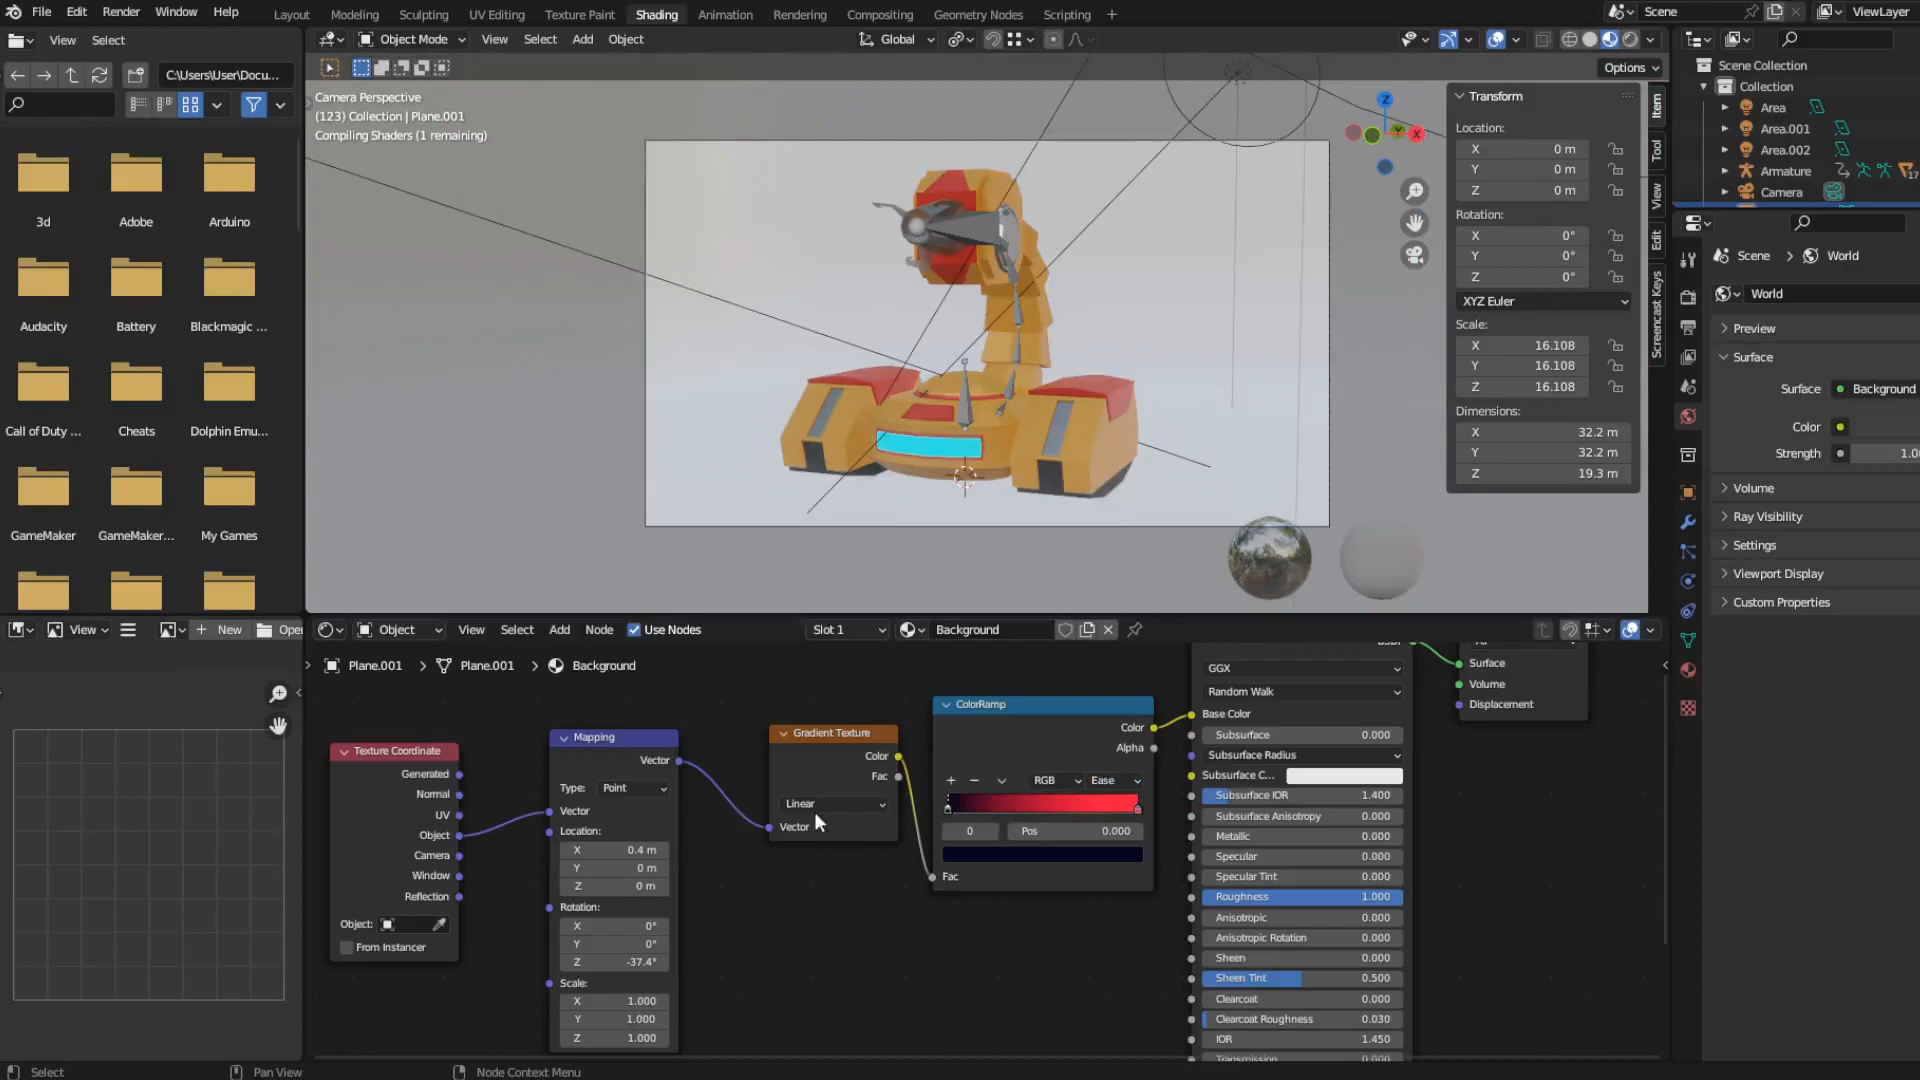 File Edit Render Window Help Layout Modeling Sculpting UV Editing Texture Paint Shading Animation Rendering Compositing Geometry Nodes Scripting + Scene ViewLayer
View Select Object Mode View Select Add Object Global
C:\Users\User\Docu... Options
Camera Perspective
(123) Collection | Plane.001
Compiling Shaders (1 remaining)
3d Adobe Arduino
Audacity Battery Blackmagic ...
Call of Duty ... Cheats Dolphin Emu...
GameMaker GameMaker... My Games
Z
Y
X
Transform
Location:
X 0 m
Y 0 m
Z 0 m
Rotation:
X 0°
Y 0°
Z 0°
XYZ Euler
Scale:
X 16.108
Y 16.108
Z 16.108
Dimensions:
X 32.2 m
Y 32.2 m
Z 19.3 m
Item
Tool
View
Edit
Screencast Keys
Scene Collection
Collection
Area
Area.001
Area.002
Armature 17
Camera
Scene > World
World
Preview
Surface
Surface Background
Color
Strength 1.0
Volume
Ray Visibility
Settings
Viewport Display
Custom Properties
View + New Open Object View Select Add Node Use Nodes Slot 1 Background
Plane.001 > Plane.001 > Background
Texture Coordinate
Generated
Normal
UV
Object
Camera
Window
Reflection
Object:
From Instancer
Mapping
Vector
Type: Point
Vector
Location:
X 0.4 m
Y 0 m
Z 0 m
Rotation:
X 0°
Y 0°
Z -37.4°
Scale:
X 1.000
Y 1.000
Z 1.000
Gradient Texture
Color
Fac
Linear
Vector
ColorRamp
Color
Alpha
+ − RGB Ease
0 Pos 0.000
Fac
GGX
Random Walk
Base Color
Subsurface 0.000
Subsurface Radius
Subsurface C...
Subsurface IOR 1.400
Subsurface Anisotropy 0.000
Metallic 0.000
Specular 0.000
Specular Tint 0.000
Roughness 1.000
Anisotropic 0.000
Anisotropic Rotation 0.000
Sheen 0.000
Sheen Tint 0.500
Clearcoat 0.000
Clearcoat Roughness 0.030
IOR 1.450
Transmission 0.000
Surface
Volume
Displacement
Select Pan View Node Context Menu